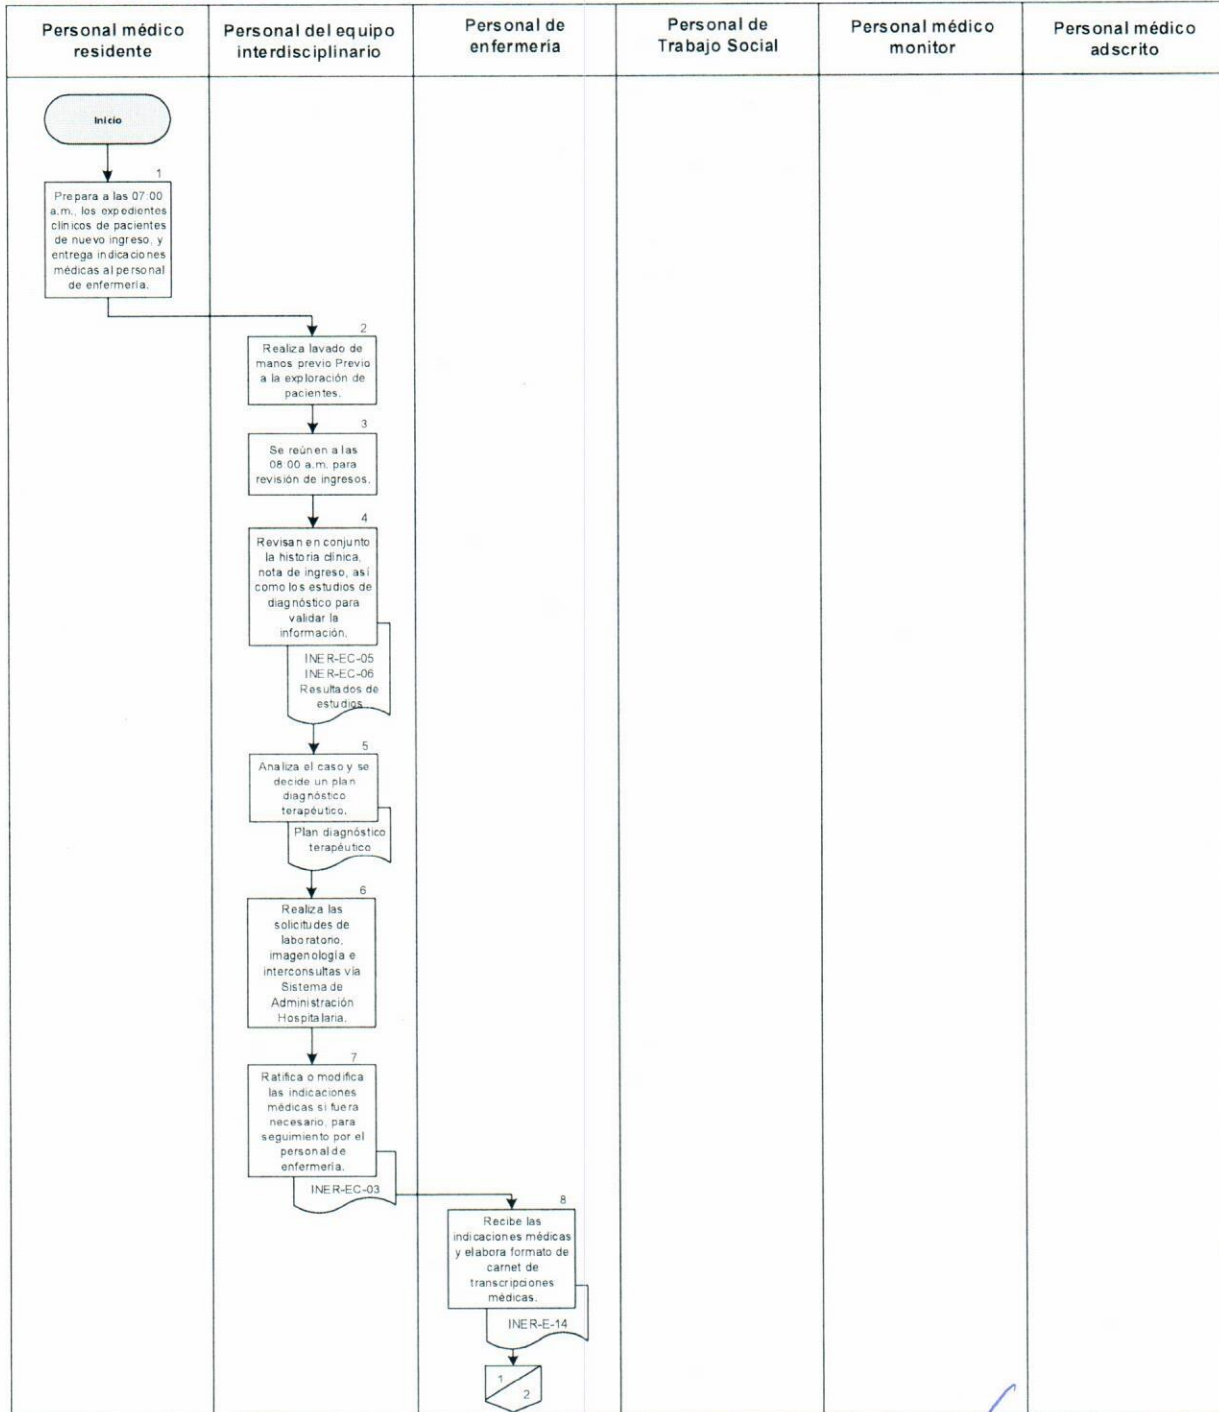 Personal médico
residente
Personal del equipo
interdisciplinario
Personal de
enfermería
Personal de
Trabajo Social
Personal médico
monitor
Personal médico
adscrito
Inicio
1
Prepara a las 07:00
a.m., los expedientes
clínicos de pacientes
de nuevo ingreso, y
entrega indicaciones
médicas al personal
de enfermería.
2
Realiza lavado de
manos previo Previo
a la exploración de
pacientes.
3
Se reúnen a las
08:00 a.m. para
revisión de ingresos.
4
Revisan en conjunto
la historia clínica,
nota de ingreso, así
como los estudios de
diagnóstico para
validar la
información.
INER-EC-05
INER-EC-06
Resultados de
estudios
5
Analiza el caso y se
decide un plan
diagnóstico
terapéutico.
Plan diagnóstico
terapéutico
6
Realiza las
solicitudes de
laboratorio,
imagenología e
interconsultas vía
Sistema de
Administración
Hospitalaria.
7
Ratifica o modifica
las indicaciones
médicas si fuera
necesario, para
seguimiento por el
personal de
enfermería.
INER-EC-03
8
Recibe las
indicaciones médicas
y elabora formato de
carnet de
transcripciones
médicas.
INER-E-14
1
2